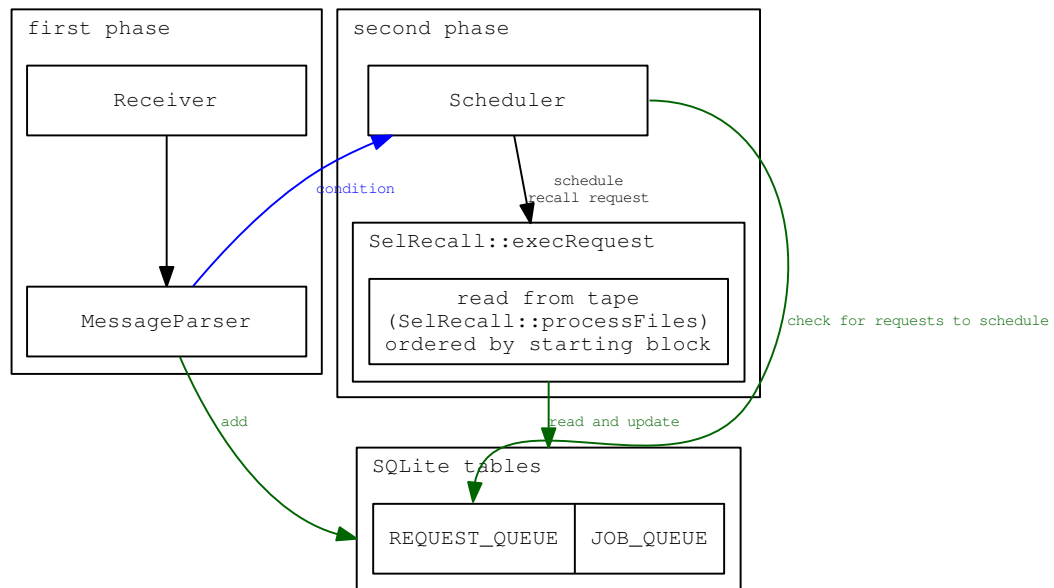 first phase
second phase
Receiver
Scheduler
condition
schedule
recall request
SelRecall::execRequest
MessageParser
read from tape
(SelRecall::processFiles)
ordered by starting block
check for requests to schedule
add
read and update
SQLite tables
REQUEST_QUEUE
JOB_QUEUE